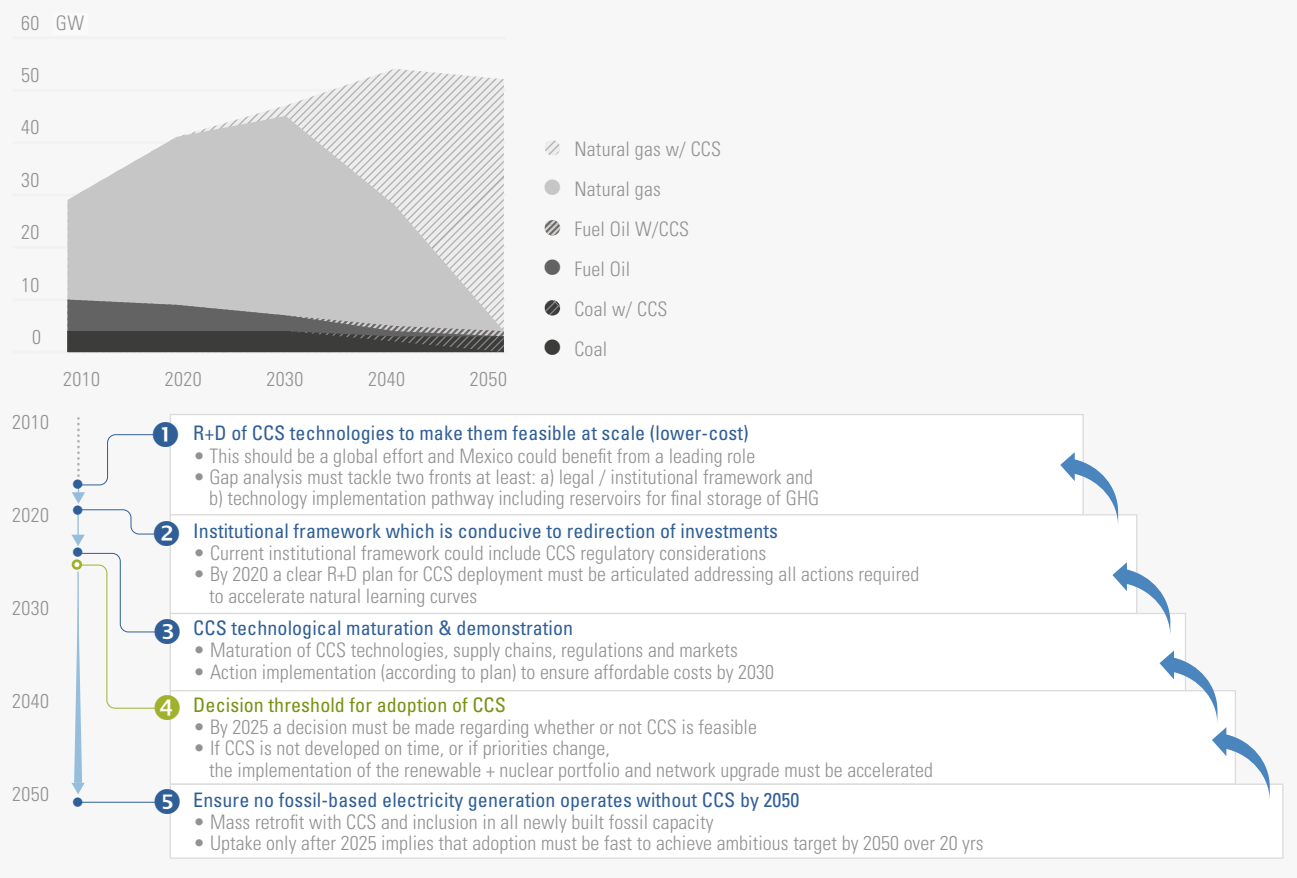 60 GW
50
40
30
20
10
0
2010 2020 2030 2040 2050
Natural gas w/ CCS
Natural gas
Fuel Oil W/CCS
Fuel Oil
Coal w/ CCS
Coal
2010
2020
2030
2040
2050
1 R+D of CCS technologies to make them feasible at scale (lower-cost)
• This should be a global effort and Mexico could benefit from a leading role
• Gap analysis must tackle two fronts at least: a) legal / institutional framework and
b) technology implementation pathway including reservoirs for final storage of GHG
2 Institutional framework which is conducive to redirection of investments
• Current institutional framework could include CCS regulatory considerations
• By 2020 a clear R+D plan for CCS deployment must be articulated addressing all actions required
to accelerate natural learning curves
3 CCS technological maturation & demonstration
• Maturation of CCS technologies, supply chains, regulations and markets
• Action implementation (according to plan) to ensure affordable costs by 2030
4 Decision threshold for adoption of CCS
• By 2025 a decision must be made regarding whether or not CCS is feasible
• If CCS is not developed on time, or if priorities change,
the implementation of the renewable + nuclear portfolio and network upgrade must be accelerated
5 Ensure no fossil-based electricity generation operates without CCS by 2050
• Mass retrofit with CCS and inclusion in all newly built fossil capacity
• Uptake only after 2025 implies that adoption must be fast to achieve ambitious target by 2050 over 20 yrs